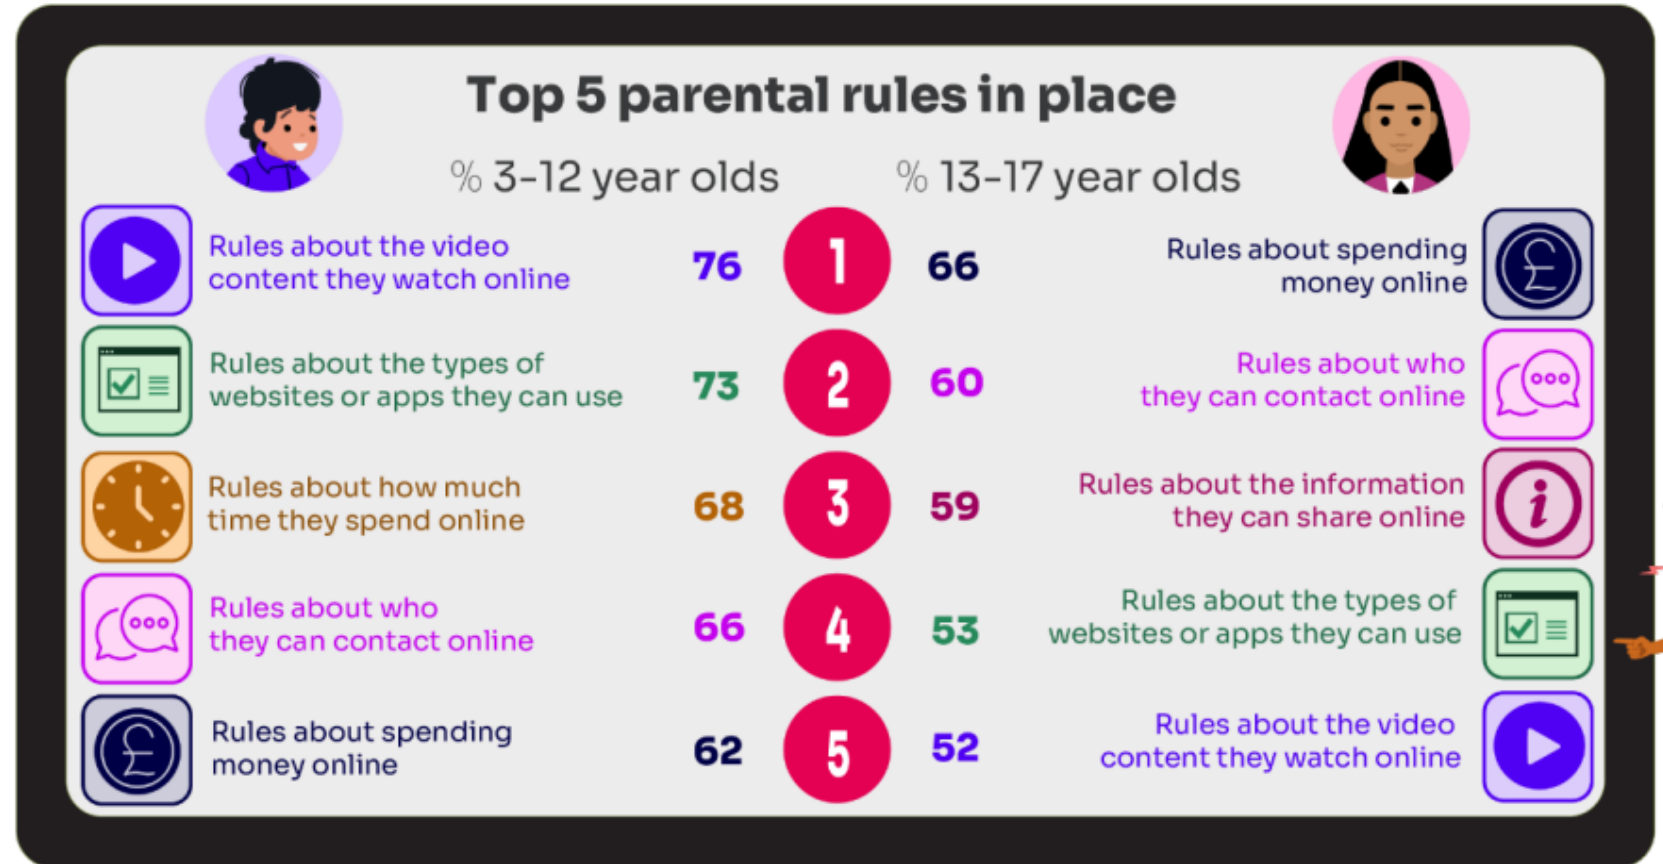 Top 5 parental rules in place
% 3-12 year olds
% 13-17 year olds
Rules about the video
content they watch online
76
1
66
Rules about spending
money online
£
Rules about the types of
websites or apps they can use
73
2
60
Rules about who
they can contact online
Rules about how much
time they spend online
68
3
59
Rules about the information
they can share online
i
Rules about who
they can contact online
66
4
53
Rules about the types of
websites or apps they can use
£
Rules about spending
money online
62
5
52
Rules about the video
content they watch online